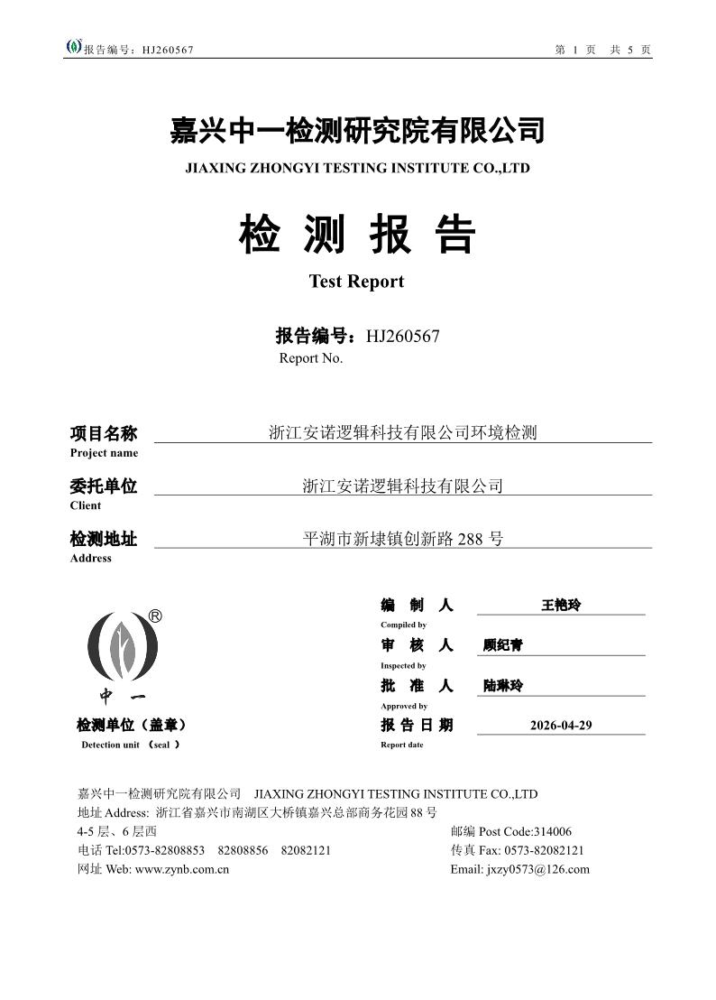 报告编号：HJ260567 第 1 页 共 5 页
嘉兴中一检测研究院有限公司
JIAXING ZHONGYI TESTING INSTITUTE CO.,LTD
检 测 报 告
Test Report
报告编号：HJ260567
Report No.
项目名称 浙江安诺逻辑科技有限公司环境检测
Project name
委托单位 浙江安诺逻辑科技有限公司
Client
检测地址 平湖市新埭镇创新路 288 号
Address
编 制 人 王艳玲
Compiled by
审 核 人 顾纪青
Inspected by
批 准 人 陆琳玲
Approved by
®
中一
检测单位（盖章） 报告日期 2026-04-29
Detection unit （seal ） Report date
嘉兴中一检测研究院有限公司 JIAXING ZHONGYI TESTING INSTITUTE CO.,LTD
地址 Address: 浙江省嘉兴市南湖区大桥镇嘉兴总部商务花园 88 号
4-5 层、6 层西 邮编 Post Code:314006
电话 Tel:0573-82808853 82808856 82082121 传真 Fax: 0573-82082121
网址 Web: www.zynb.com.cn Email: jxzy0573@126.com